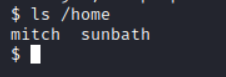 $ ls /home
mitch  sunbath
$